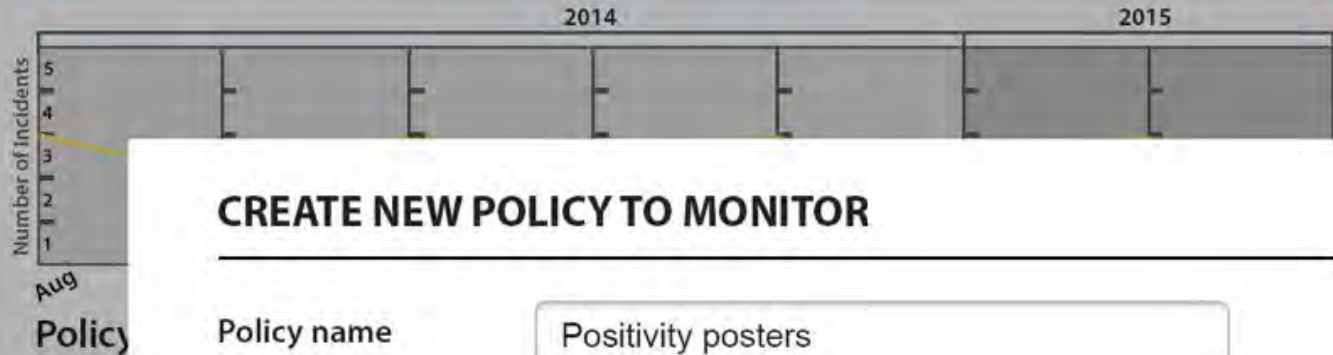 2014 2015
Number of Incidents
5
4
3
2
1
Aug
CREATE NEW POLICY TO MONITOR
Policy
Policy name Positivity posters